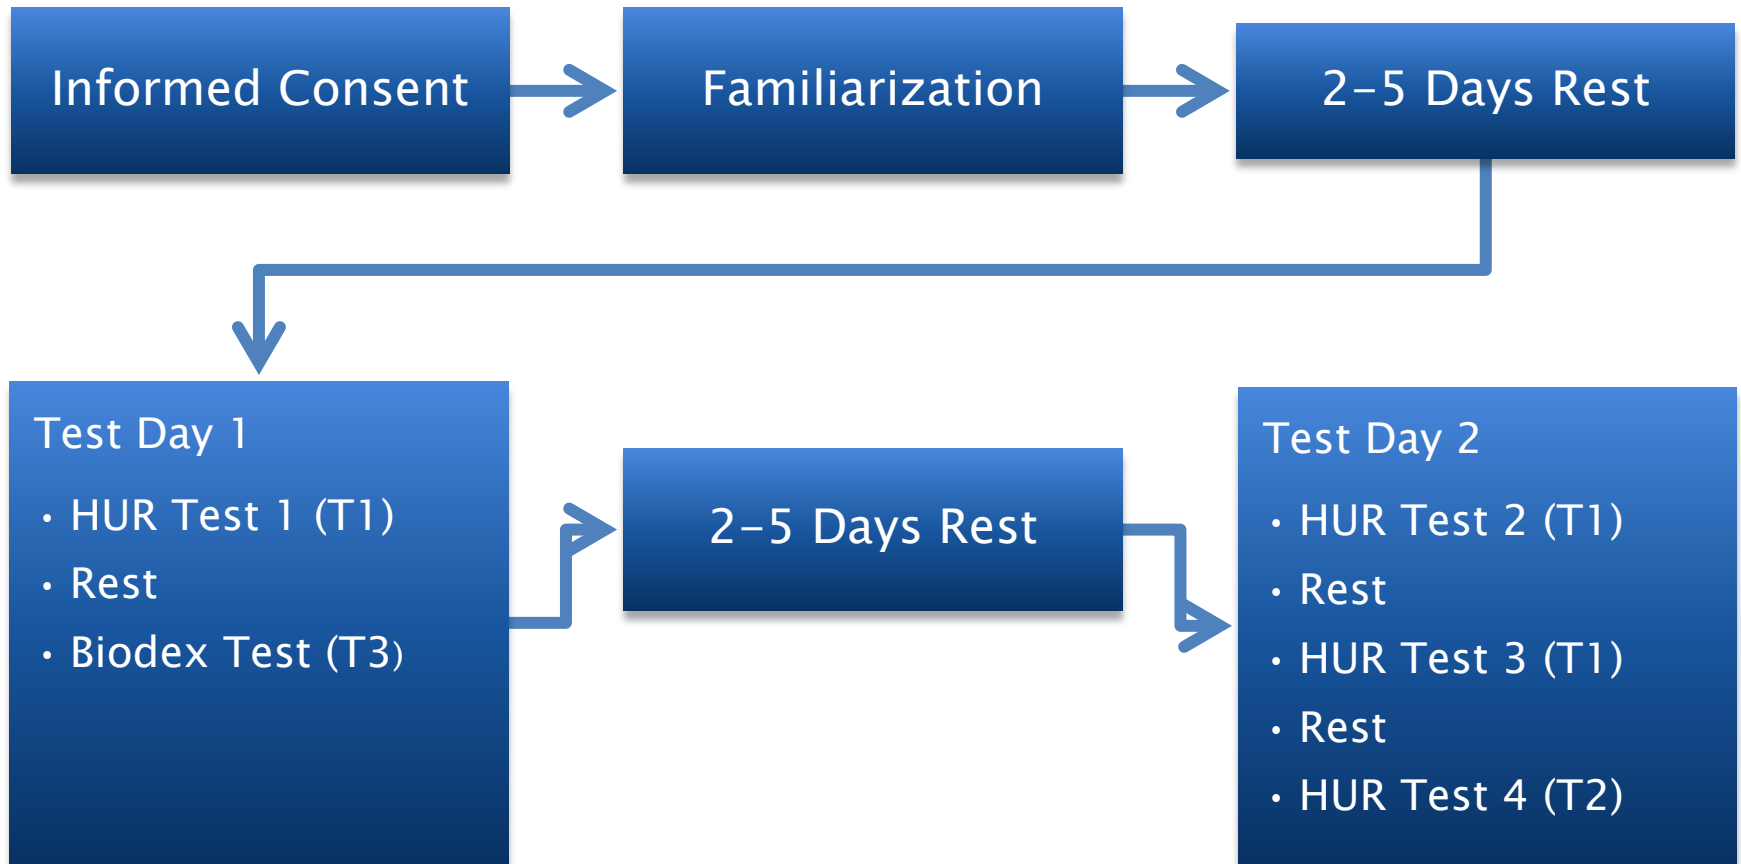 Informed Consent
Familiarization
2-5 Days Rest
Test Day 1
• HUR Test 1 (T1)
• Rest
• Biodex Test (T3)
2-5 Days Rest
Test Day 2
• HUR Test 2 (T1)
• Rest
• HUR Test 3 (T1)
• Rest
• HUR Test 4 (T2)